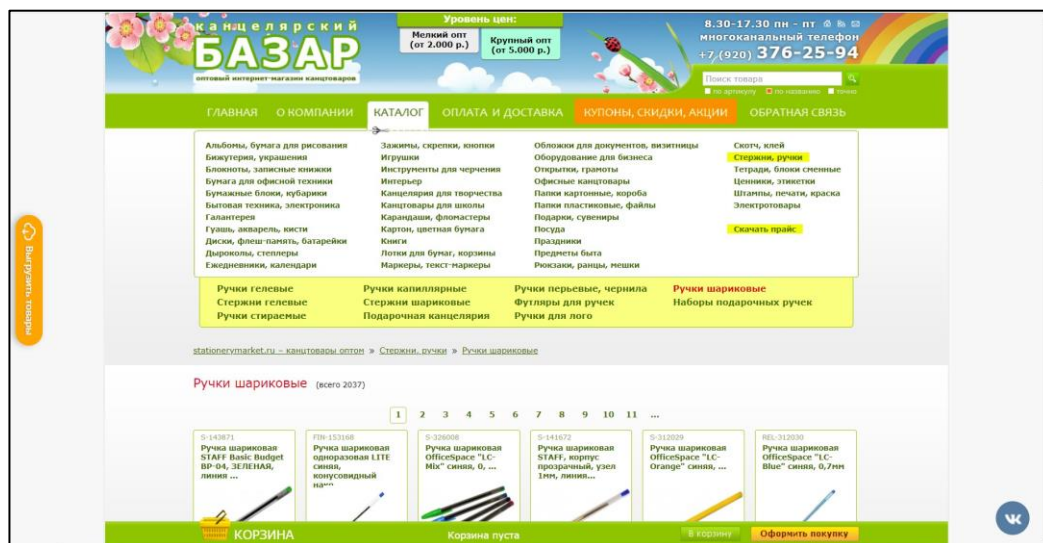 канцелярский
БАЗАР
оптовый интернет-магазин канцтоваров
Уровень цен:
Мелкий опт
(от 2.000 р.)
Крупный опт
(от 5.000 р.)
8.30-17.30 пн - пт
многоканальный телефон
+7 (920) 376-25-94
Поиск товара
по артикулу по названию точно
ГЛАВНАЯ О КОМПАНИИ КАТАЛОГ ОПЛАТА И ДОСТАВКА КУПОНЫ, СКИДКИ, АКЦИИ ОБРАТНАЯ СВЯЗЬ
Альбомы, бумага для рисования
Бижутерия, украшения
Блокноты, записные книжки
Бумага для офисной техники
Бумажные блоки, кубарики
Бытовая техника, электроника
Галантерея
Гуашь, акварель, кисти
Диски, флеш-память, батарейки
Дыроколы, степлеры
Ежедневники, календари
Зажимы, скрепки, кнопки
Игрушки
Инструменты для черчения
Интерьер
Канцелярия для творчества
Канцтовары для школы
Карандаши, фломастеры
Картон, цветная бумага
Книги
Лотки для бумаг, корзины
Маркеры, текст-маркеры
Обложки для документов, визитницы
Оборудование для бизнеса
Открытки, грамоты
Офисные канцтовары
Папки картонные, короба
Папки пластиковые, файлы
Подарки, сувениры
Посуда
Праздники
Предметы быта
Рюкзаки, ранцы, мешки
Скотч, клей
Стержни, ручки
Тетради, блоки сменные
Ценники, этикетки
Штампы, печати, краска
Электротовары
Скачать прайс
Ручки гелевые Ручки капиллярные Ручки перьевые, чернила Ручки шариковые
Стержни гелевые Стержни шариковые Футляры для ручек Наборы подарочных ручек
Ручки стираемые Подарочная канцелярия Ручки для лого
Выгрузить товары
stationerymarket.ru – канцтовары оптом » Стержни, ручки » Ручки шариковые
Ручки шариковые (всего 2037)
1 2 3 4 5 6 7 8 9 10 11 ...
S-143871
Ручка шариковая
STAFF Basic Budget
BP-04, ЗЕЛЕНАЯ,
линия ...
FIN-153168
Ручка шариковая
одноразовая LITE
синяя,
конусовидный
S-326008
Ручка шариковая
OfficeSpace "LC-
Mix" синяя, 0, ...
S-141672
Ручка шариковая
STAFF, корпус
прозрачный, узел
1мм, линия...
S-312029
Ручка шариковая
OfficeSpace "LC-
Orange" синяя, ...
REL-312030
Ручка шариковая
OfficeSpace "LC-
Blue" синяя, 0,7мм
КОРЗИНА Корзина пуста В корзину Оформить покупку